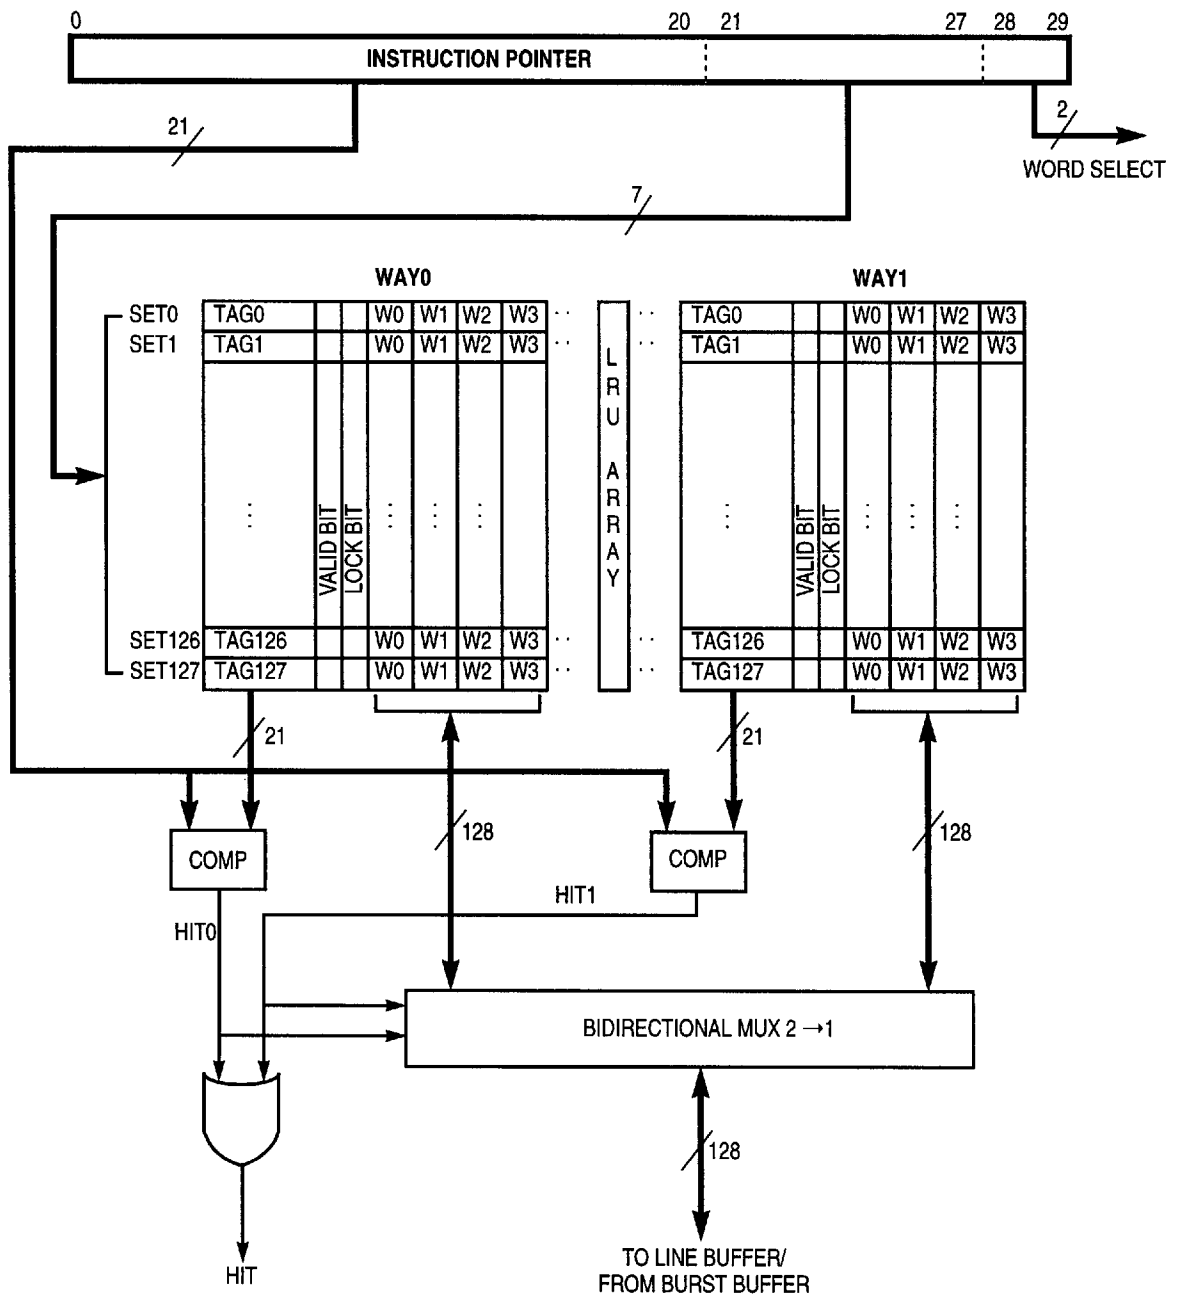 0 20 21 27 28 29
INSTRUCTION POINTER
21
2
WORD SELECT
7
WAY0 WAY1
SET0 TAG0 W0 W1 W2 W3 ·· ·· TAG0 W0 W1 W2 W3
SET1 TAG1 W0 W1 W2 W3 ·· ·· TAG1 W0 W1 W2 W3
VALID BIT
LOCK BIT
LRU ARRAY
VALID BIT
LOCK BIT
SET126 TAG126 W0 W1 W2 W3 ·· ·· TAG126 W0 W1 W2 W3
SET127 TAG127 W0 W1 W2 W3 ·· ·· TAG127 W0 W1 W2 W3
21 21
128 128
COMP COMP
HIT1
HIT0
BIDIRECTIONAL MUX 2 →1
128
HIT
TO LINE BUFFER/
FROM BURST BUFFER